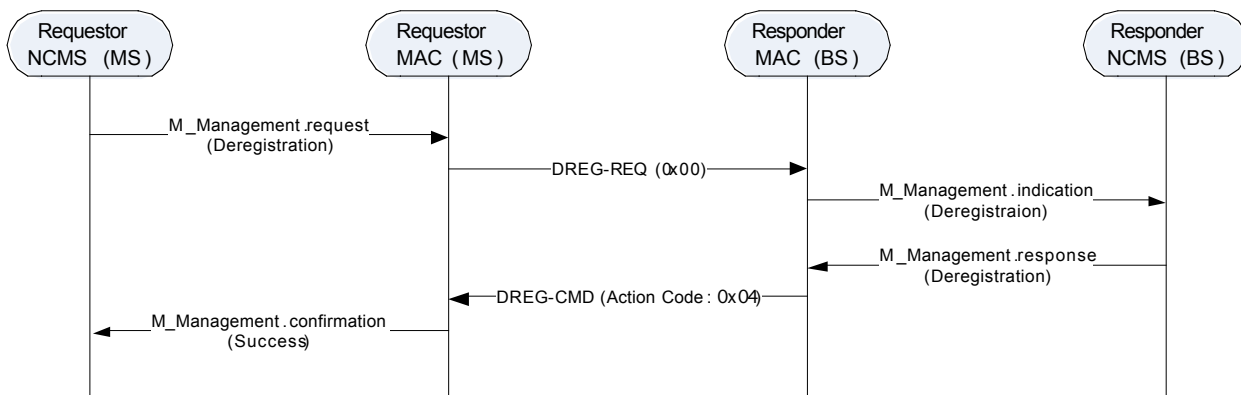 Requestor
NCMS (MS)
Requestor
MAC (MS)
Responder
MAC (BS)
Responder
NCMS (BS)
M_Management.request
(Deregistration)
DREG-REQ (0x00)
M_Management.indication
(Deregistraion)
M_Management.response
(Deregistration)
DREG-CMD (Action Code: 0x04)
M_Management.confirmation
(Success)